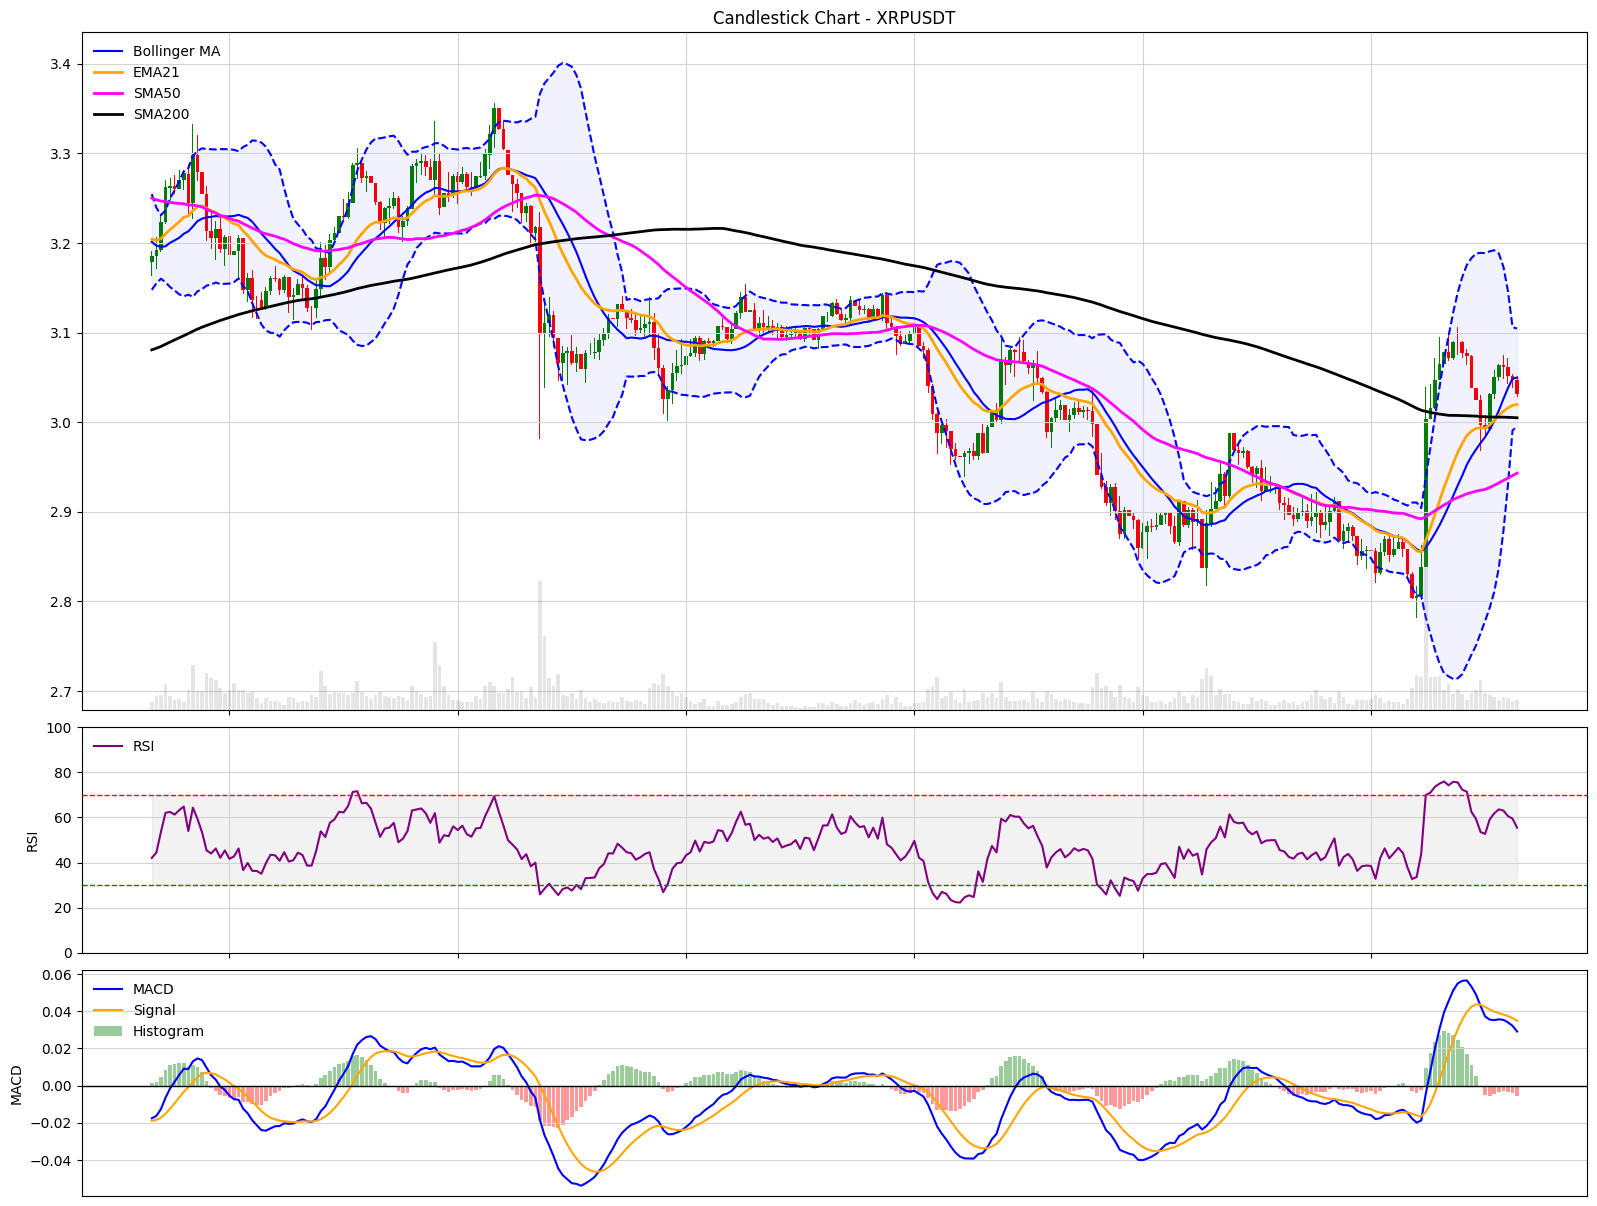 Candlestick Chart - XRPUSDT
Bollinger MA
EMA21
SMA50
SMA200
3.4
3.3
3.2
3.1
3.0
2.9
2.8
2.7
RSI
100
80
60
40
20
0
RSI
MACD
Signal
Histogram
0.06
0.04
0.02
0.00
−0.02
−0.04
MACD